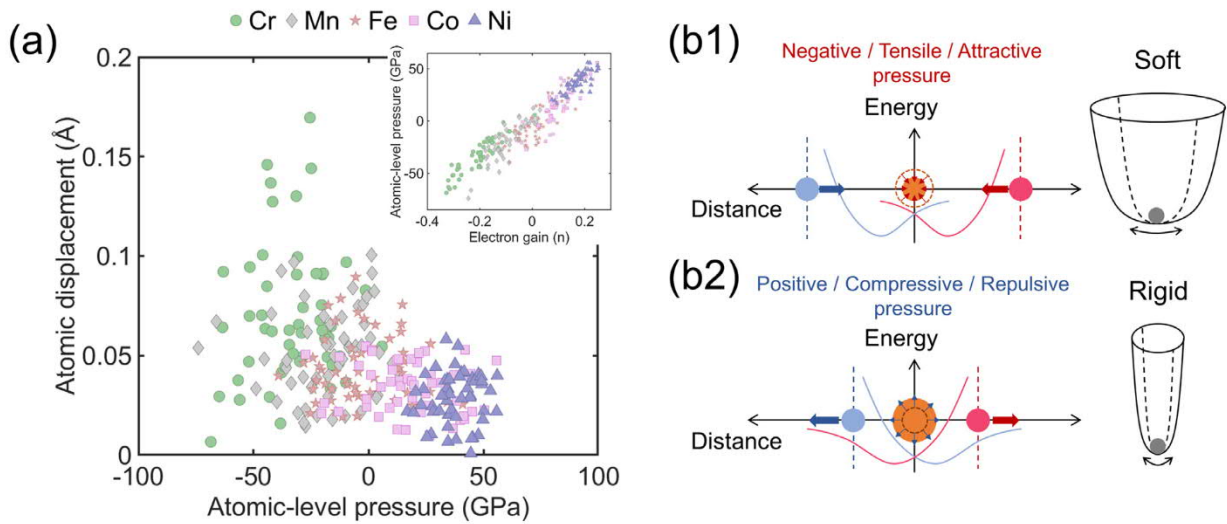 Cr Mn Fe Co Ni
(a)
0.2
0.15
0.1
0.05
0
Atomic displacement (Å)
-100 -50 0 50 100
Atomic-level pressure (GPa)
50
0
-50
Atomic-level pressure (GPa)
-0.4 -0.2 0 0.2
Electron gain (n)
(b1)
Negative / Tensile / Attractive
pressure
Energy
Distance
Soft
(b2)
Positive / Compressive / Repulsive
pressure
Energy
Distance
Rigid